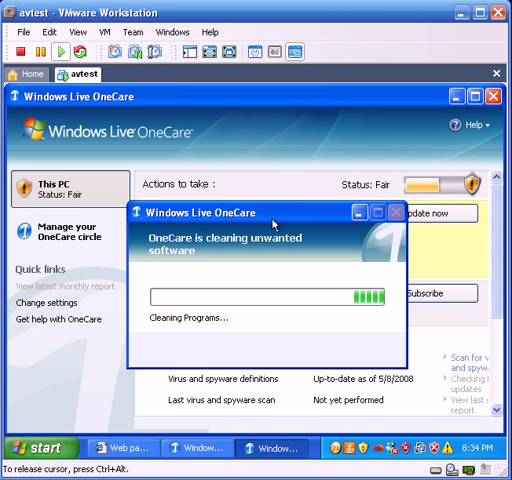 avtest - VMware Workstation
File Edit View VM Team Windows Help
Home avtest
Windows Live OneCare
Windows Live OneCare
Help
This PC
Status: Fair
Actions to take :
Status: Fair
Update now
Manage your
OneCare circle
Quick links
View latest monthly report
Change settings
Get help with OneCare
Windows Live OneCare
OneCare is cleaning unwanted
software
Cleaning Programs...
Subscribe
Scan for v
and spyw
Checking
updates
View last s
report
Virus and spyware definitions Up-to-date as of 5/8/2008
Last virus and spyware scan Not yet performed
start Web pa... Window... Window... 8:34 PM
To release cursor, press Ctrl+Alt.